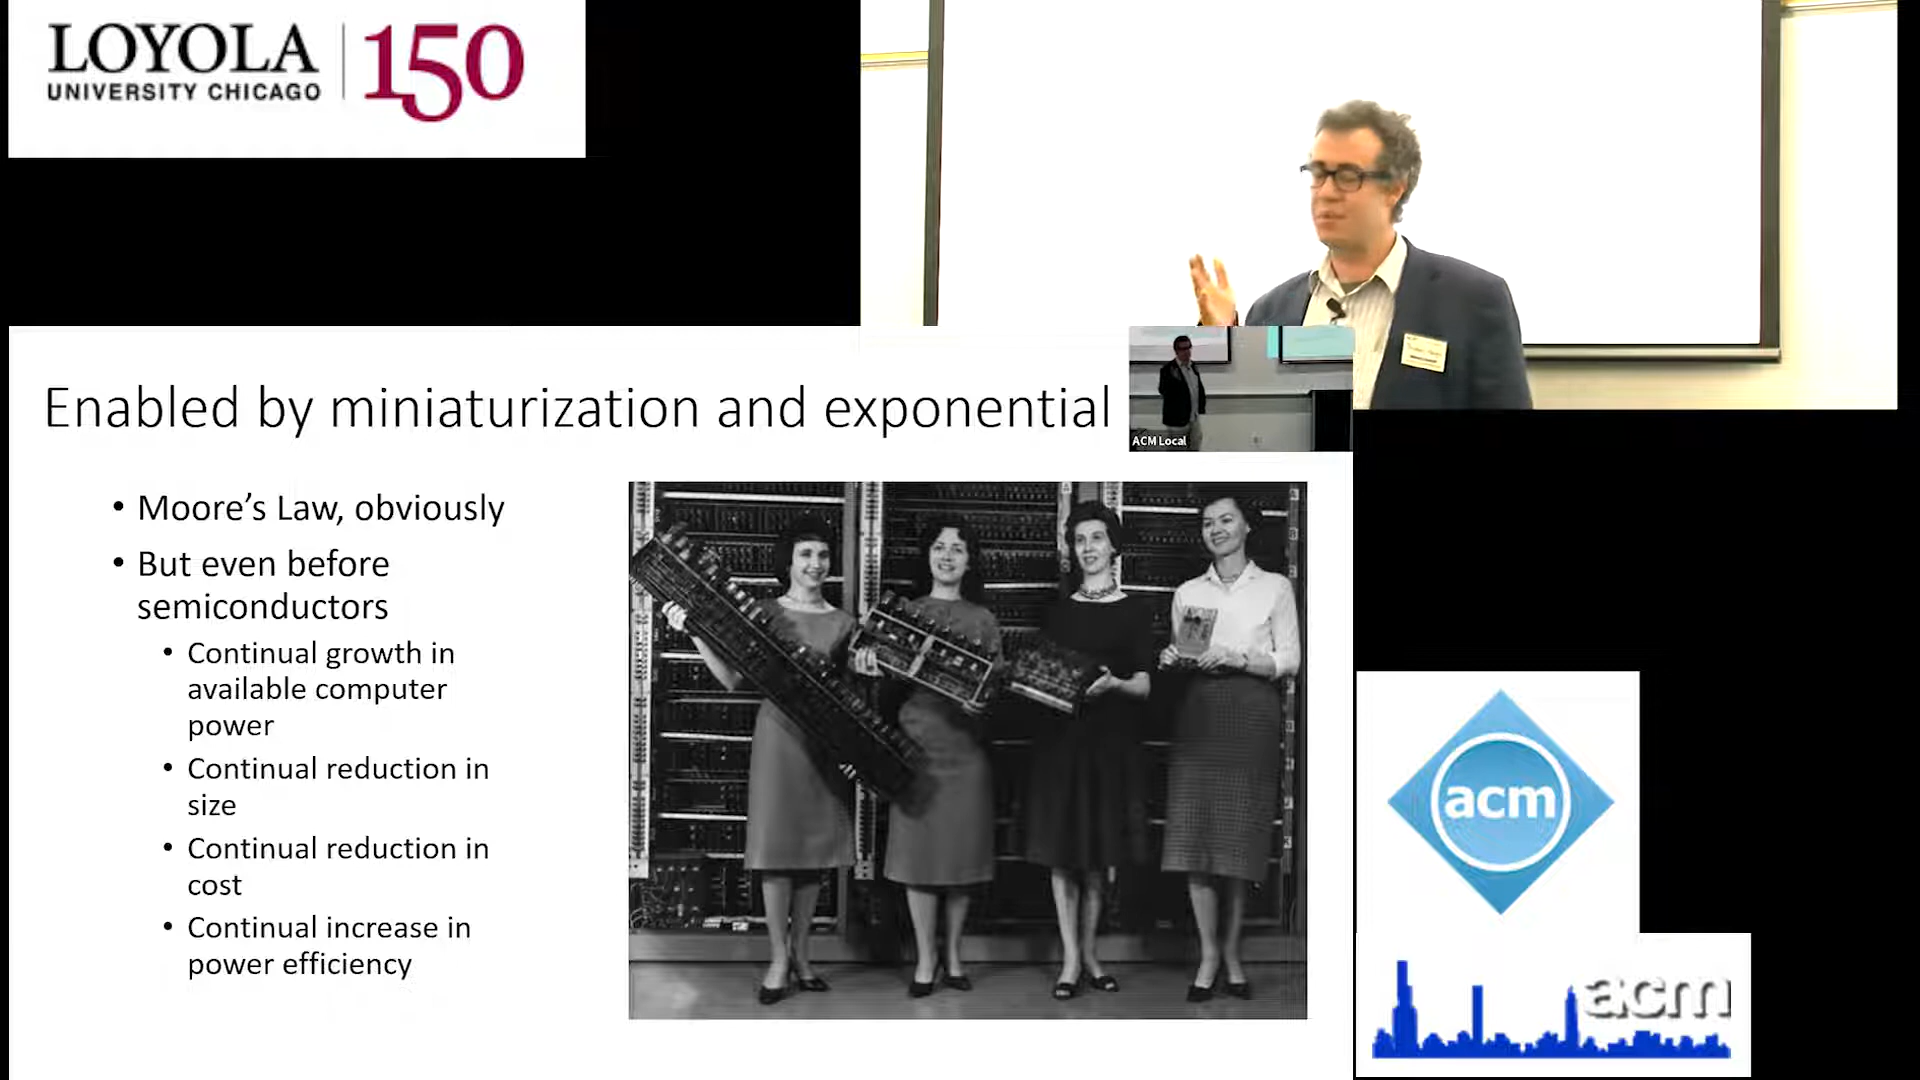 LOYOLA
UNIVERSITY CHICAGO
150
Enabled by miniaturization and exponential
ACM Local
• Moore’s Law, obviously
• But even before
semiconductors
• Continual growth in
available computer
power
• Continual reduction in
size
• Continual reduction in
cost
• Continual increase in
power efficiency
acm
acm